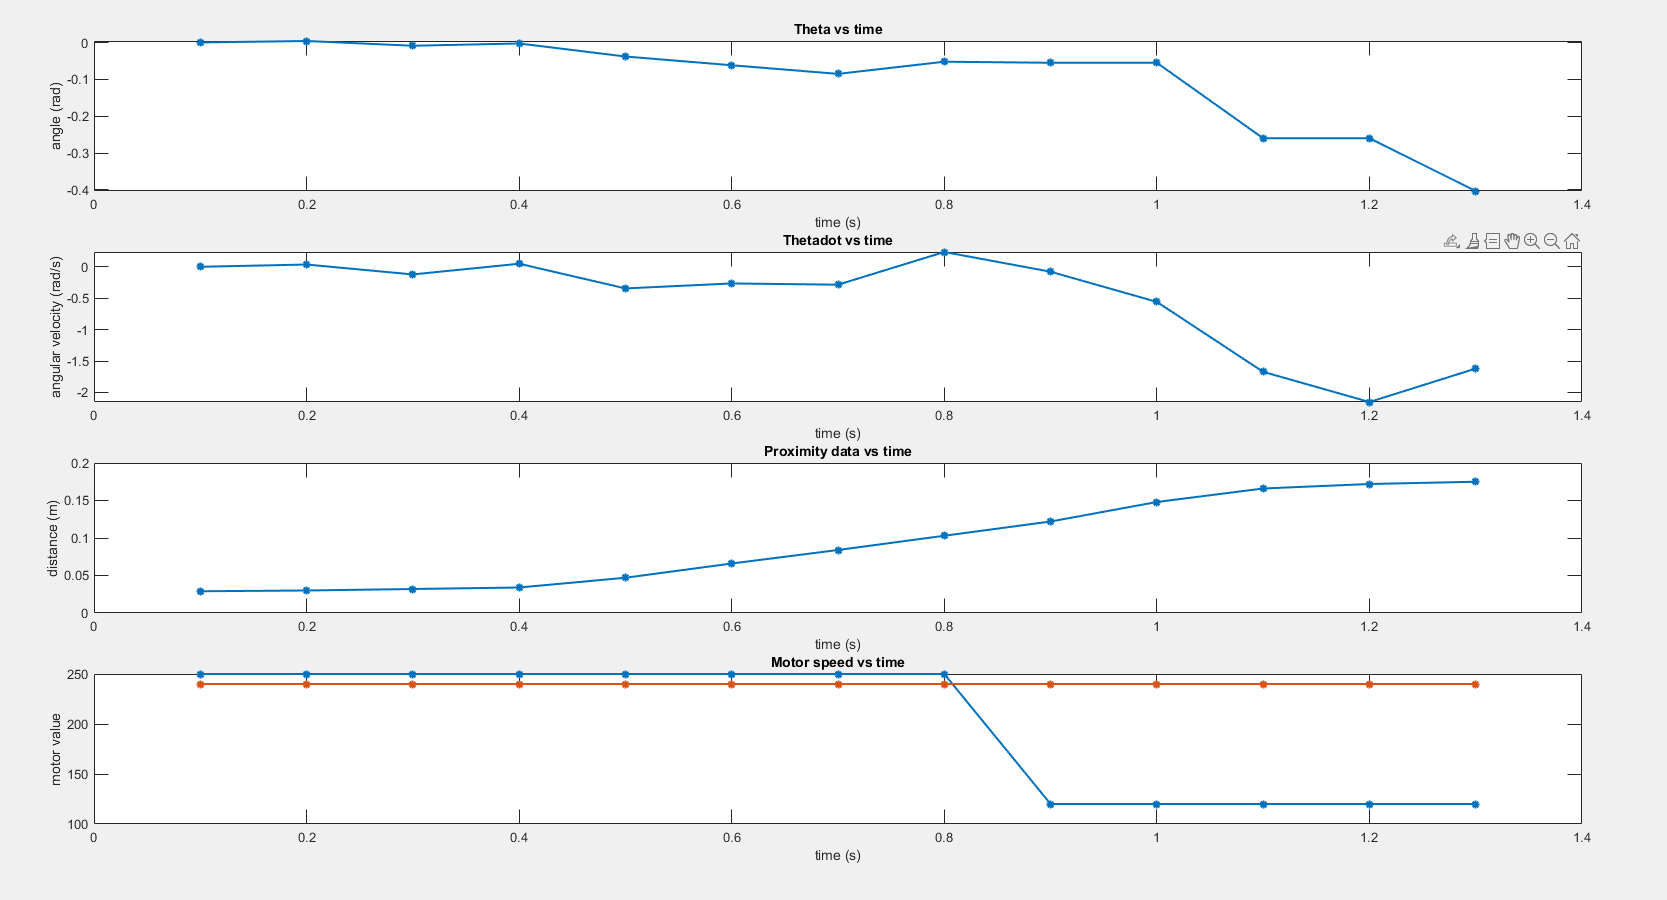 Theta vs time
0
-0.1
-0.2
-0.3
-0.4
angle (rad)
0 0.2 0.4 0.6 0.8 1 1.2 1.4
time (s)
Thetadot vs time
0
-0.5
-1
-1.5
-2
angular velocity (rad/s)
0 0.2 0.4 0.6 0.8 1 1.2 1.4
time (s)
Proximity data vs time
0.2
0.15
0.1
0.05
0
distance (m)
0 0.2 0.4 0.6 0.8 1 1.2 1.4
time (s)
Motor speed vs time
250
200
150
100
motor value
0 0.2 0.4 0.6 0.8 1 1.2 1.4
time (s)